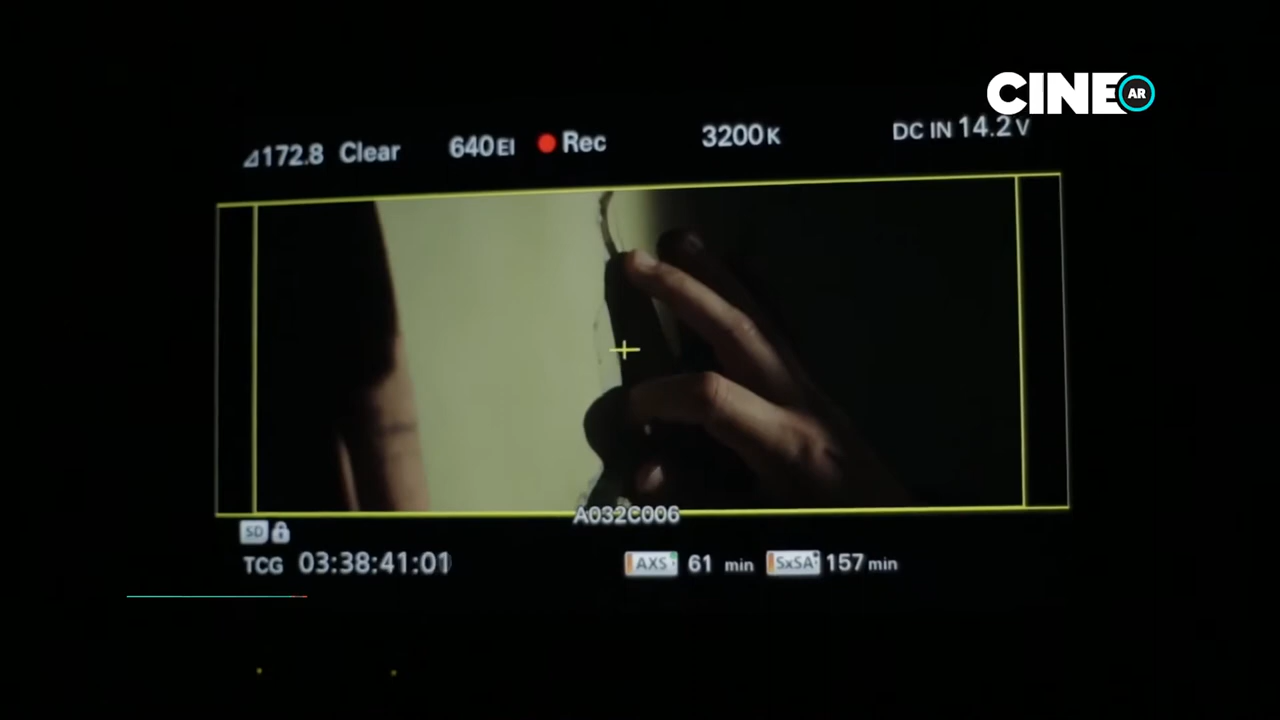 CINE AR
⊿172.8 Clear 640EI Rec 3200K DC IN 14.2V
A032C006
SD
TCG 03:38:41:01 AXS 61 min SxSA 157 min